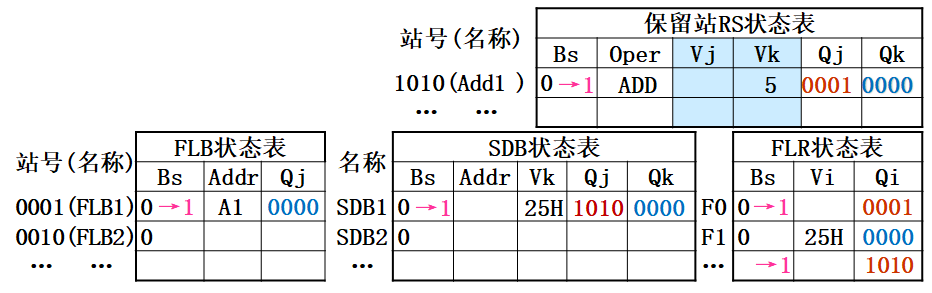 保留站RS状态表
站号(名称) Bs Oper Vj Vk Qj Qk
1010(Add1 ) 0→1 ADD 5 0001 0000
… …
站号(名称) FLB状态表 名称 SDB状态表 FLR状态表
Bs Addr Qj Bs Addr Vk Qj Qk Bs Vi Qi
0001(FLB1) 0→1 A1 0000 SDB1 0→1 25H 1010 0000 F0 0→1 0001
0010(FLB2) 0 SDB2 0 F1 0 25H 0000
… … … … →1 1010